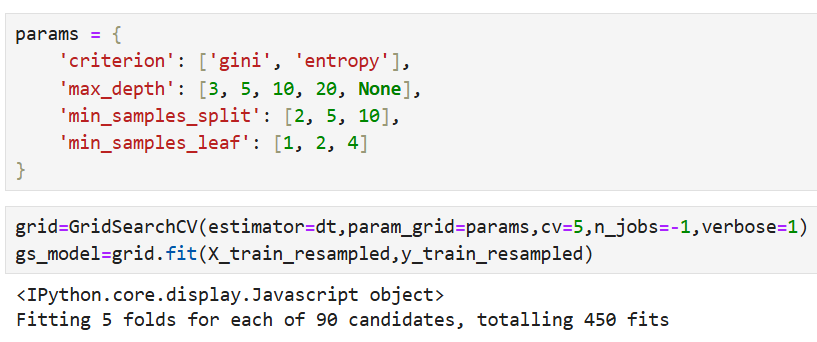 params = {
    'criterion': ['gini', 'entropy'],
    'max_depth': [3, 5, 10, 20, None],
    'min_samples_split': [2, 5, 10],
    'min_samples_leaf': [1, 2, 4]
}
grid=GridSearchCV(estimator=dt,param_grid=params,cv=5,n_jobs=-1,verbose=1)
gs_model=grid.fit(X_train_resampled,y_train_resampled)
<IPython.core.display.Javascript object>
Fitting 5 folds for each of 90 candidates, totalling 450 fits